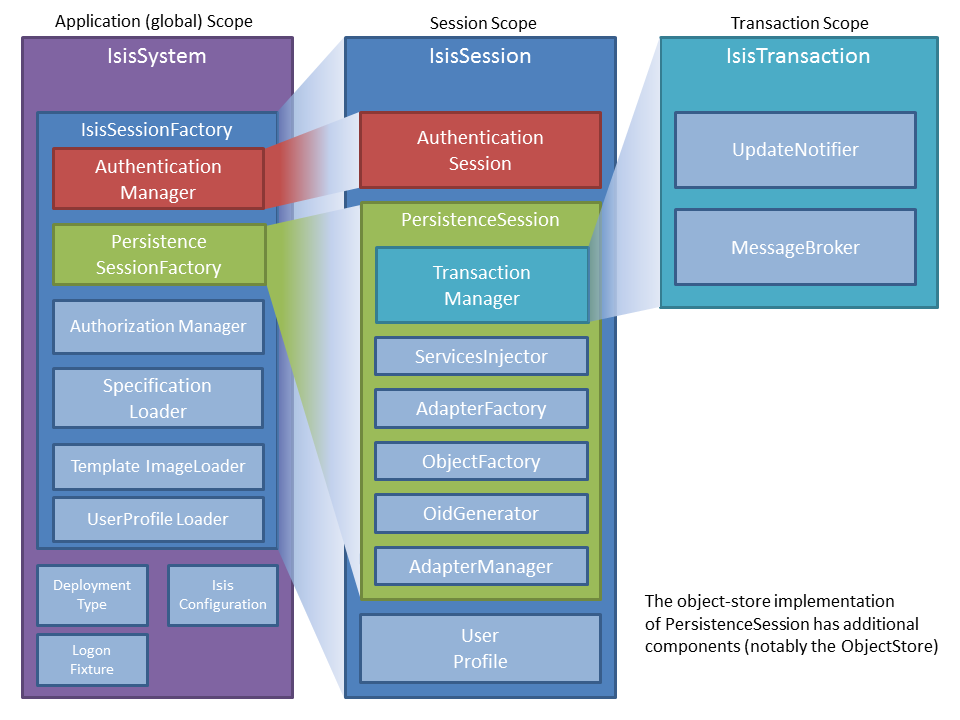 Application (global) Scope
IsisSystem
IsisSessionFactory
Authentication
Manager
Persistence
SessionFactory
Authorization Manager
Specification
Loader
Template ImageLoader
UserProfile Loader
Deployment
Type
Isis
Configuration
Logon
Fixture
Session Scope
IsisSession
Authentication
Session
PersistenceSession
Transaction
Manager
ServicesInjector
AdapterFactory
ObjectFactory
OidGenerator
AdapterManager
User
Profile
Transaction Scope
IsisTransaction
UpdateNotifier
MessageBroker
The object-store implementation
of PersistenceSession has additional
components (notably the ObjectStore)